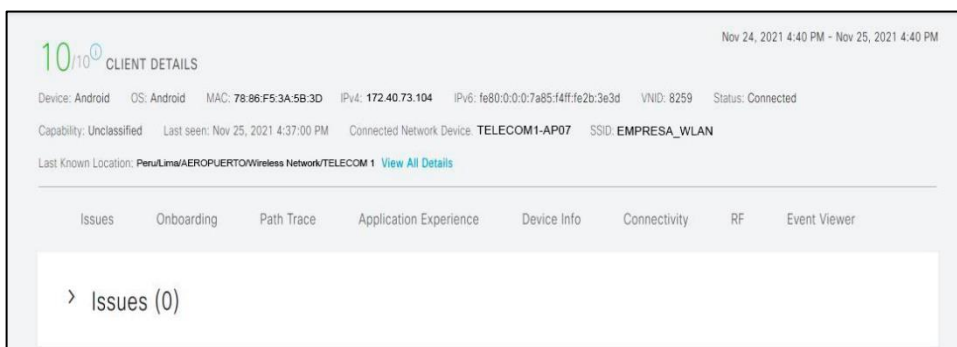 Nov 24, 2021 4:40 PM - Nov 25, 2021 4:40 PM
10/10 CLIENT DETAILS
Device: Android OS: Android MAC: 78:86:F5:3A:5B:3D IPv4: 172.40.73.104 IPv6: fe80:0:0:0:7a85:f4ff:fe2b:3e3d VNID: 8259 Status: Connected
Capability: Unclassified Last seen: Nov 25, 2021 4:37:00 PM Connected Network Device: TELECOM1-AP07 SSID: EMPRESA_WLAN
Last Known Location: Peru/Lima/AEROPUERTO/Wireless Network/TELECOM 1 View All Details
Issues Onboarding Path Trace Application Experience Device Info Connectivity RF Event Viewer
> Issues (0)